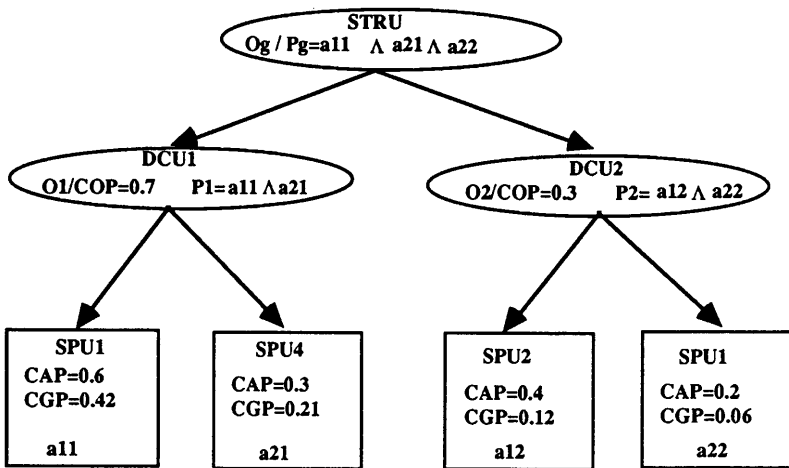 STRU
Og / Pg=a11 Λ a21 Λ a22
DCU1
O1/COP=0.7 P1= a11 Λ a21
DCU2
O2/COP=0.3 P2= a12 Λ a22
SPU1
CAP=0.6
CGP=0.42
a11
SPU4
CAP=0.3
CGP=0.21
a21
SPU2
CAP=0.4
CGP=0.12
a12
SPU1
CAP=0.2
CGP=0.06
a22